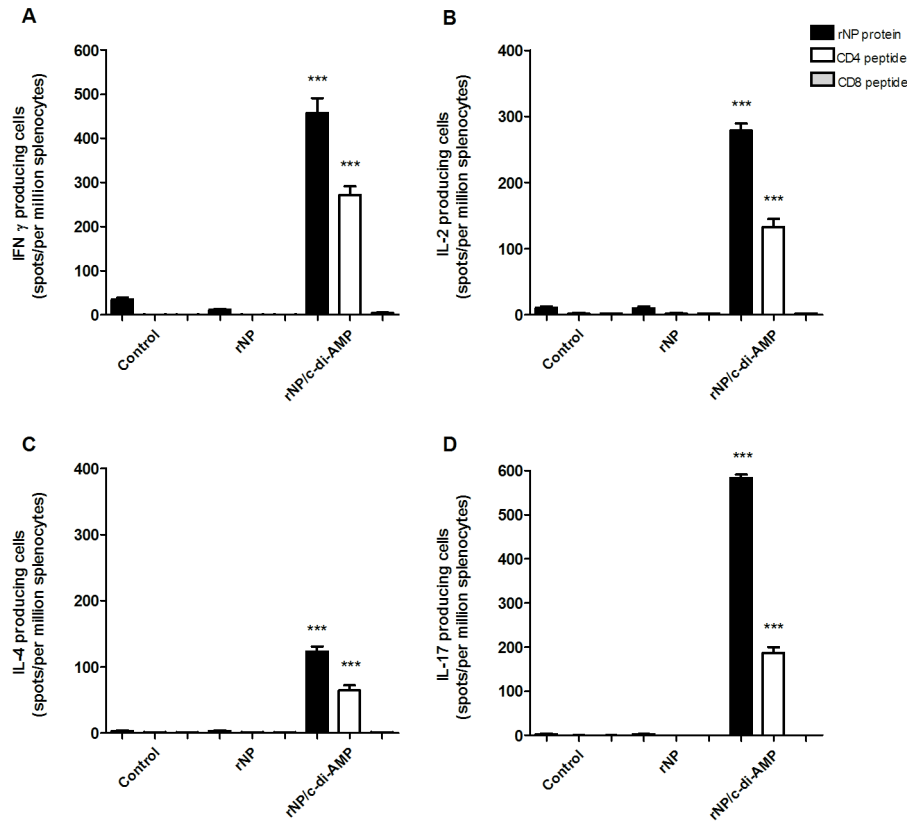 A
IFN γ producing cells
(spots/per million splenocytes)
600
500
400
300
200
100
0
***
***
Control
rNP
rNP/c-di-AMP
B
rNP protein
CD4 peptide
CD8 peptide
IL-2 producing cells
(spots/per million splenocytes)
400
300
200
100
0
***
***
Control
rNP
rNP/c-di-AMP
C
IL-4 producing cells
(spots/per million splenocytes)
400
300
200
100
0
***
***
Control
rNP
rNP/c-di-AMP
D
IL-17 producing cells
(spots/per million splenocytes)
600
500
400
300
200
100
0
***
***
Control
rNP
rNP/c-di-AMP